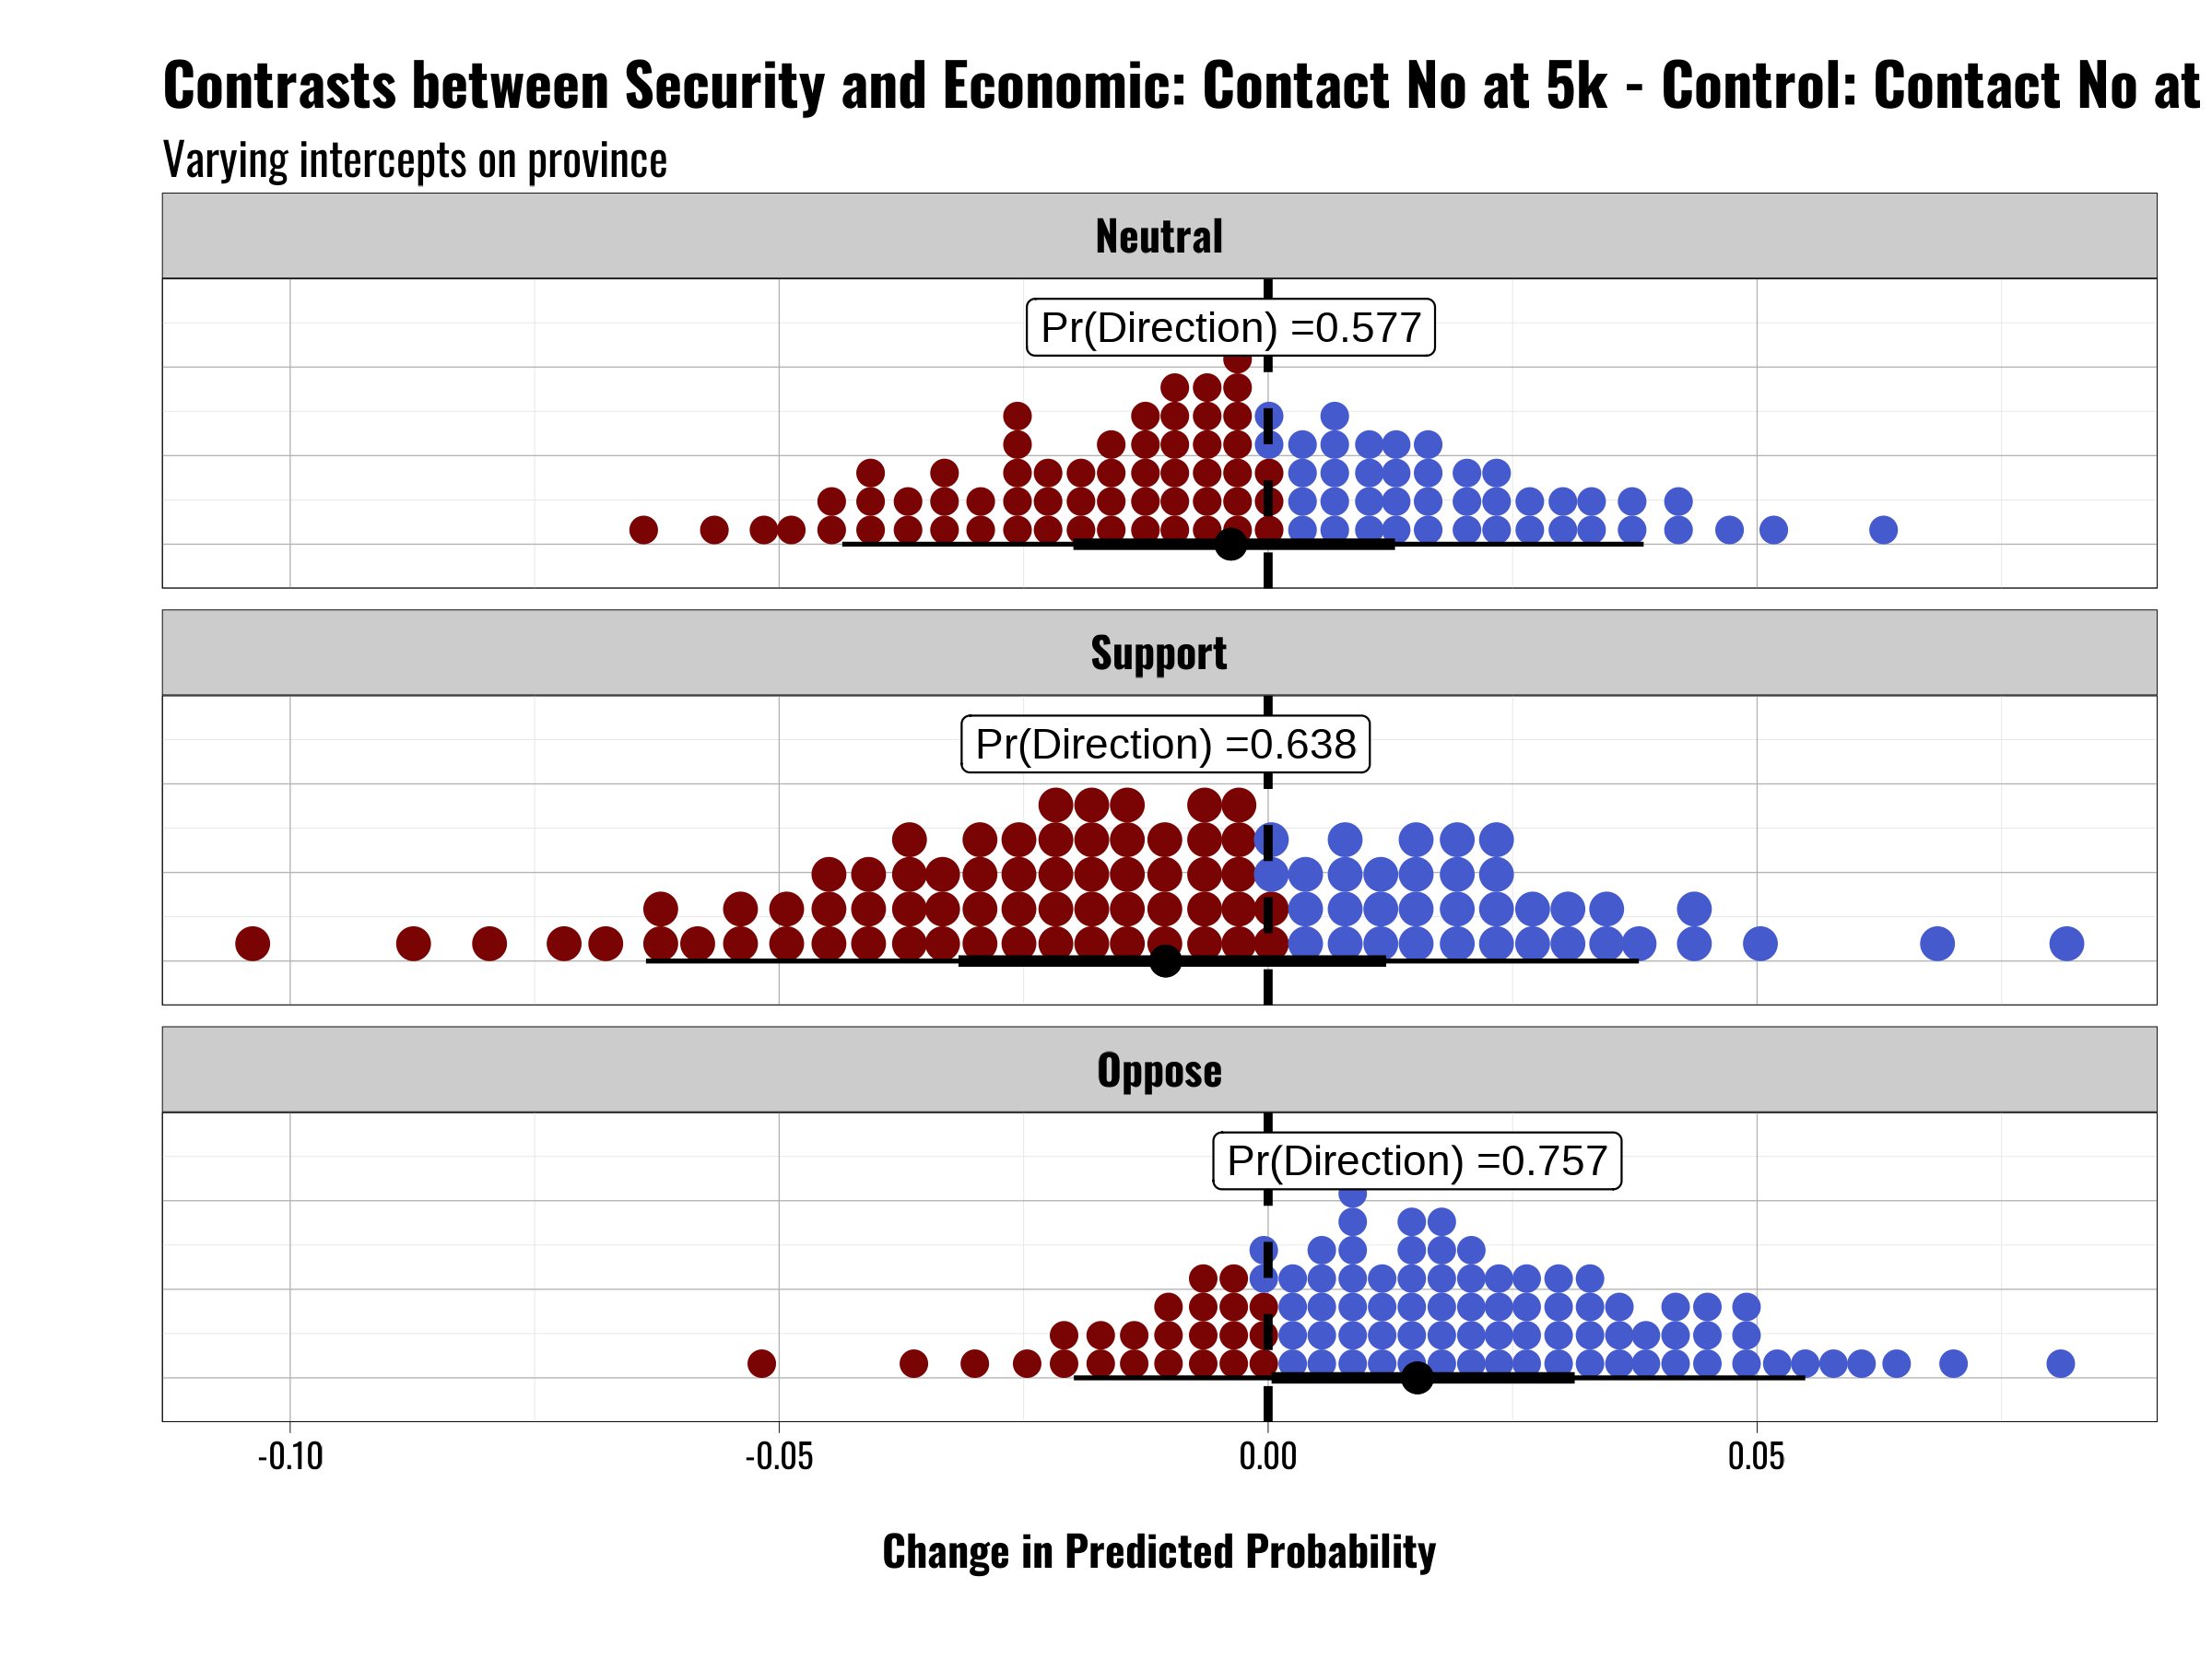 Contrasts between Security and Economic: Contact No at 5k - Control: Contact No at
Varying intercepts on province
Neutral
Pr(Direction) =0.577
Support
Pr(Direction) =0.638
Oppose
Pr(Direction) =0.757
-0.10 -0.05 0.00 0.05
Change in Predicted Probability